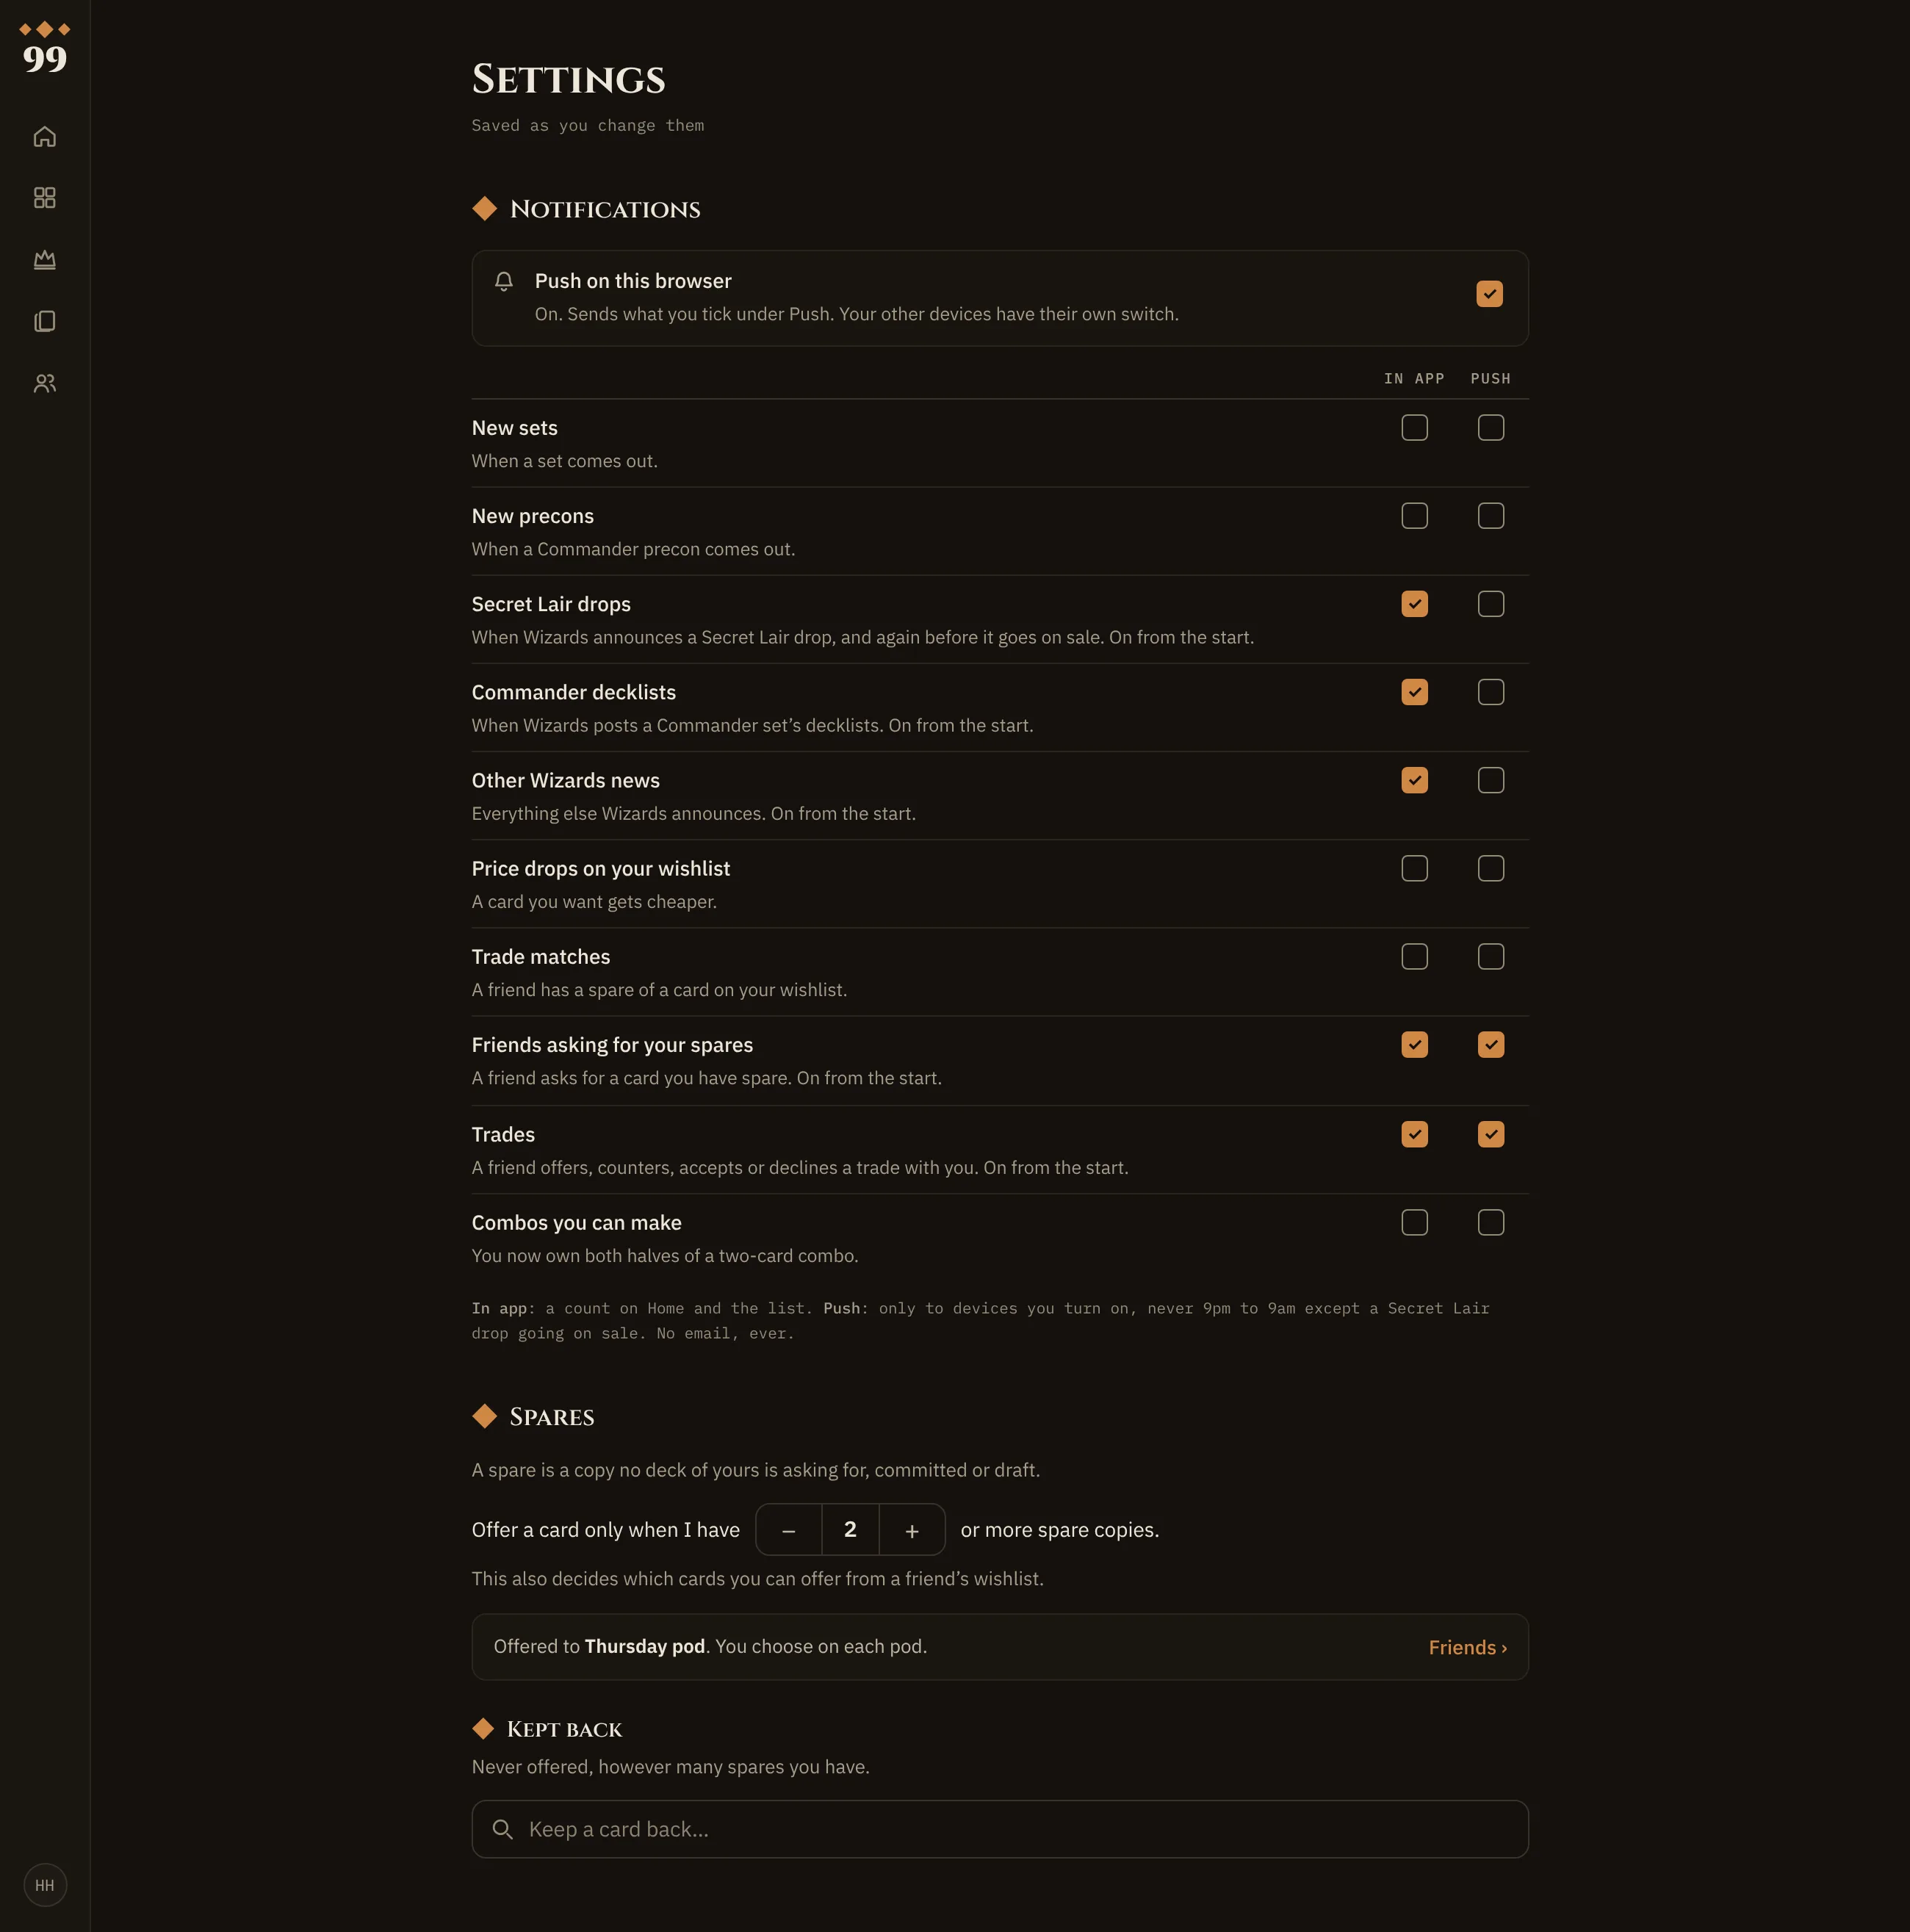 99
Settings
Saved as you change them
Notifications
Push on this browser
On. Sends what you tick under Push. Your other devices have their own switch.
IN APP PUSH
New sets
When a set comes out.
New precons
When a Commander precon comes out.
Secret Lair drops
When Wizards announces a Secret Lair drop, and again before it goes on sale. On from the start.
Commander decklists
When Wizards posts a Commander set’s decklists. On from the start.
Other Wizards news
Everything else Wizards announces. On from the start.
Price drops on your wishlist
A card you want gets cheaper.
Trade matches
A friend has a spare of a card on your wishlist.
Friends asking for your spares
A friend asks for a card you have spare. On from the start.
Trades
A friend offers, counters, accepts or declines a trade with you. On from the start.
Combos you can make
You now own both halves of a two-card combo.
In app: a count on Home and the list. Push: only to devices you turn on, never 9pm to 9am except a Secret Lair
drop going on sale. No email, ever.
Spares
A spare is a copy no deck of yours is asking for, committed or draft.
Offer a card only when I have − 2 + or more spare copies.
This also decides which cards you can offer from a friend’s wishlist.
Offered to Thursday pod. You choose on each pod. Friends ›
Kept back
Never offered, however many spares you have.
Keep a card back…
HH